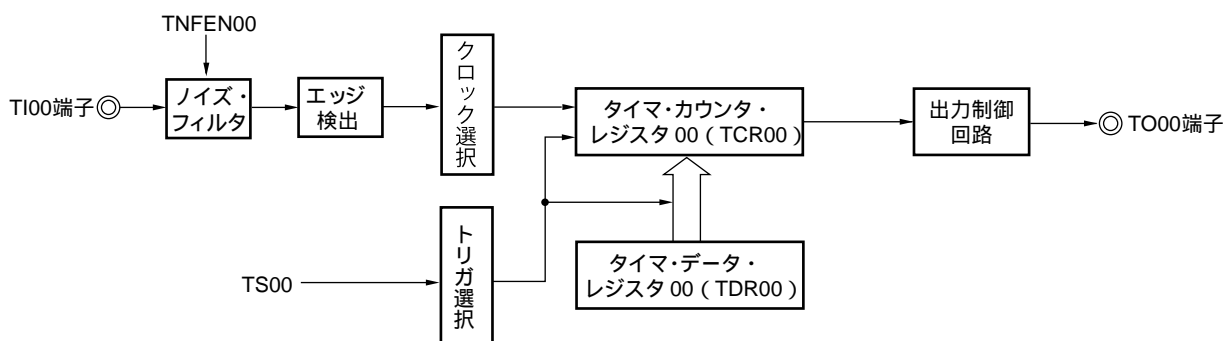 TNFEN00
TI00端子
ノイズ・
フィルタ
エッジ
検出
クロック選択
タイマ・カウンタ・
レジスタ 00 ( TCR00 )
出力制御
回路
TO00端子
TS00
トリガ選択
タイマ・データ・
レジスタ 00 ( TDR00 )